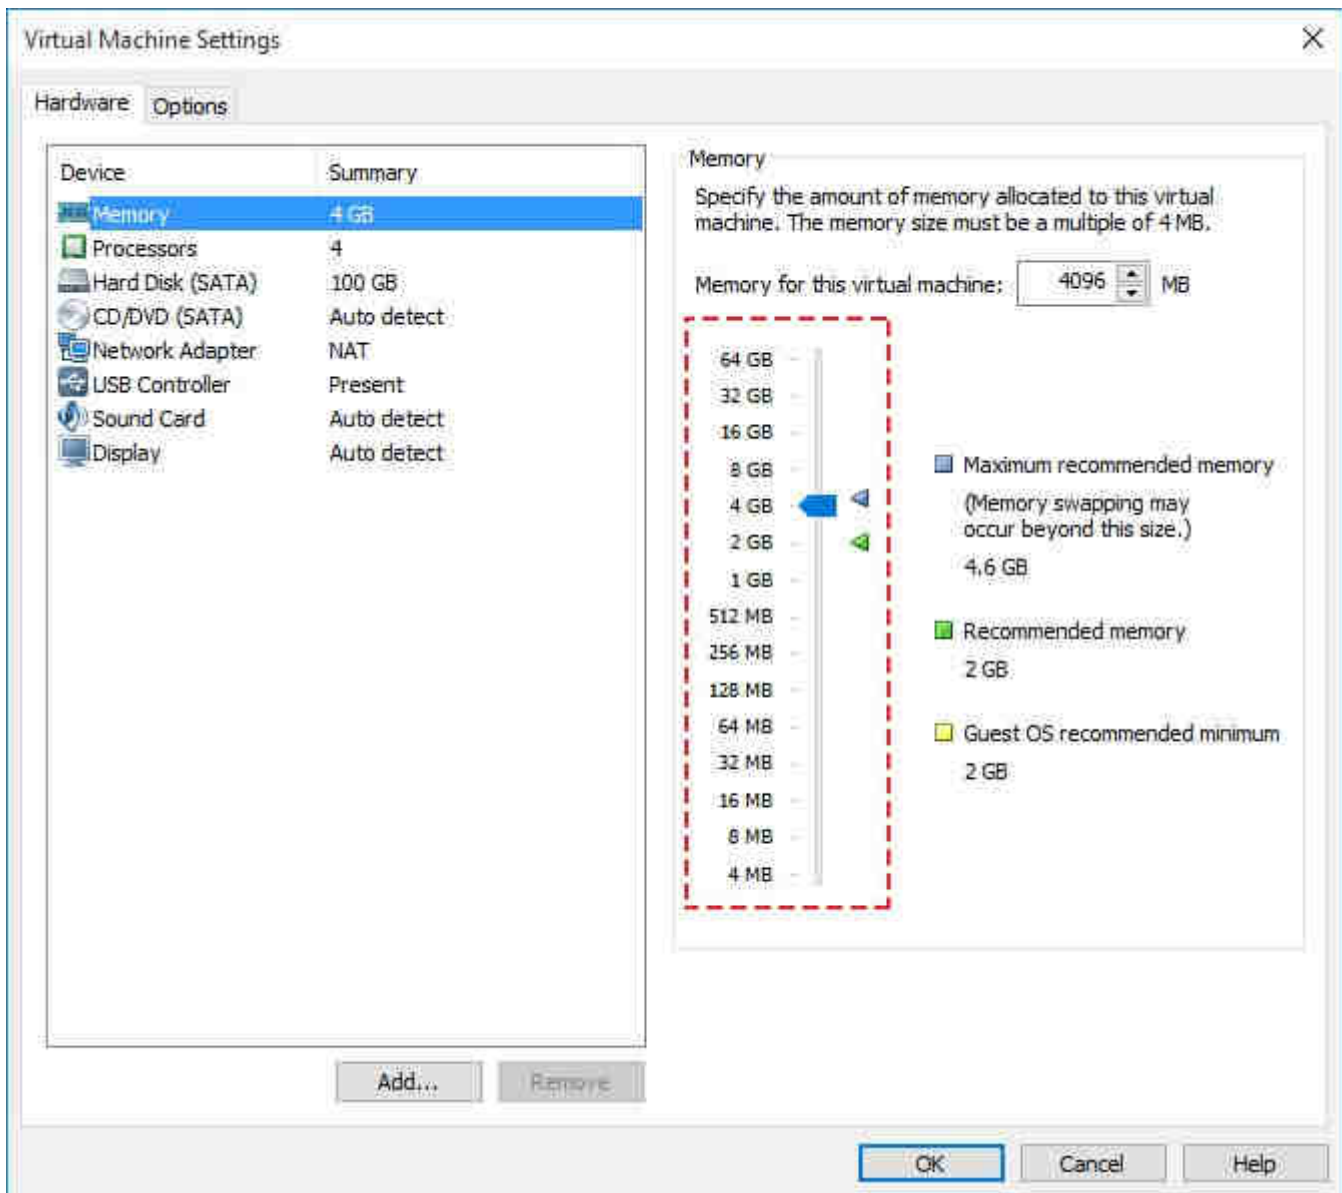 Virtual Machine Settings
Hardware Options
Device Summary
Memory 4 GB
Processors 4
Hard Disk (SATA) 100 GB
CD/DVD (SATA) Auto detect
Network Adapter NAT
USB Controller Present
Sound Card Auto detect
Display Auto detect
Add... Remove
Memory
Specify the amount of memory allocated to this virtual
machine. The memory size must be a multiple of 4 MB.
Memory for this virtual machine: 4096 MB
64 GB
32 GB
16 GB
8 GB
4 GB
2 GB
1 GB
512 MB
256 MB
128 MB
64 MB
32 MB
16 MB
8 MB
4 MB
Maximum recommended memory
(Memory swapping may
occur beyond this size.)
4.6 GB
Recommended memory
2 GB
Guest OS recommended minimum
2 GB
OK Cancel Help